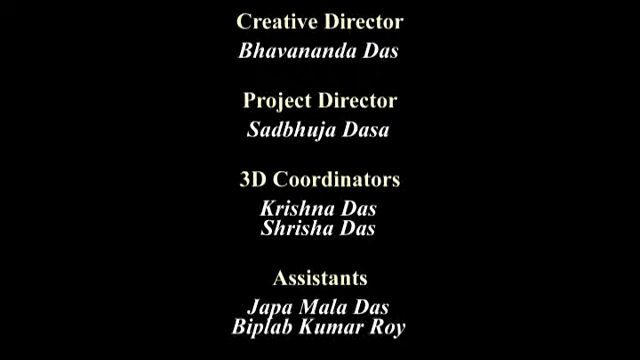 Creative Director
Bhavananda Das
Project Director
Sadbhuja Dasa
3D Coordinators
Krishna Das
Shrisha Das
Assistants
Japa Mala Das
Biplab Kumar Roy